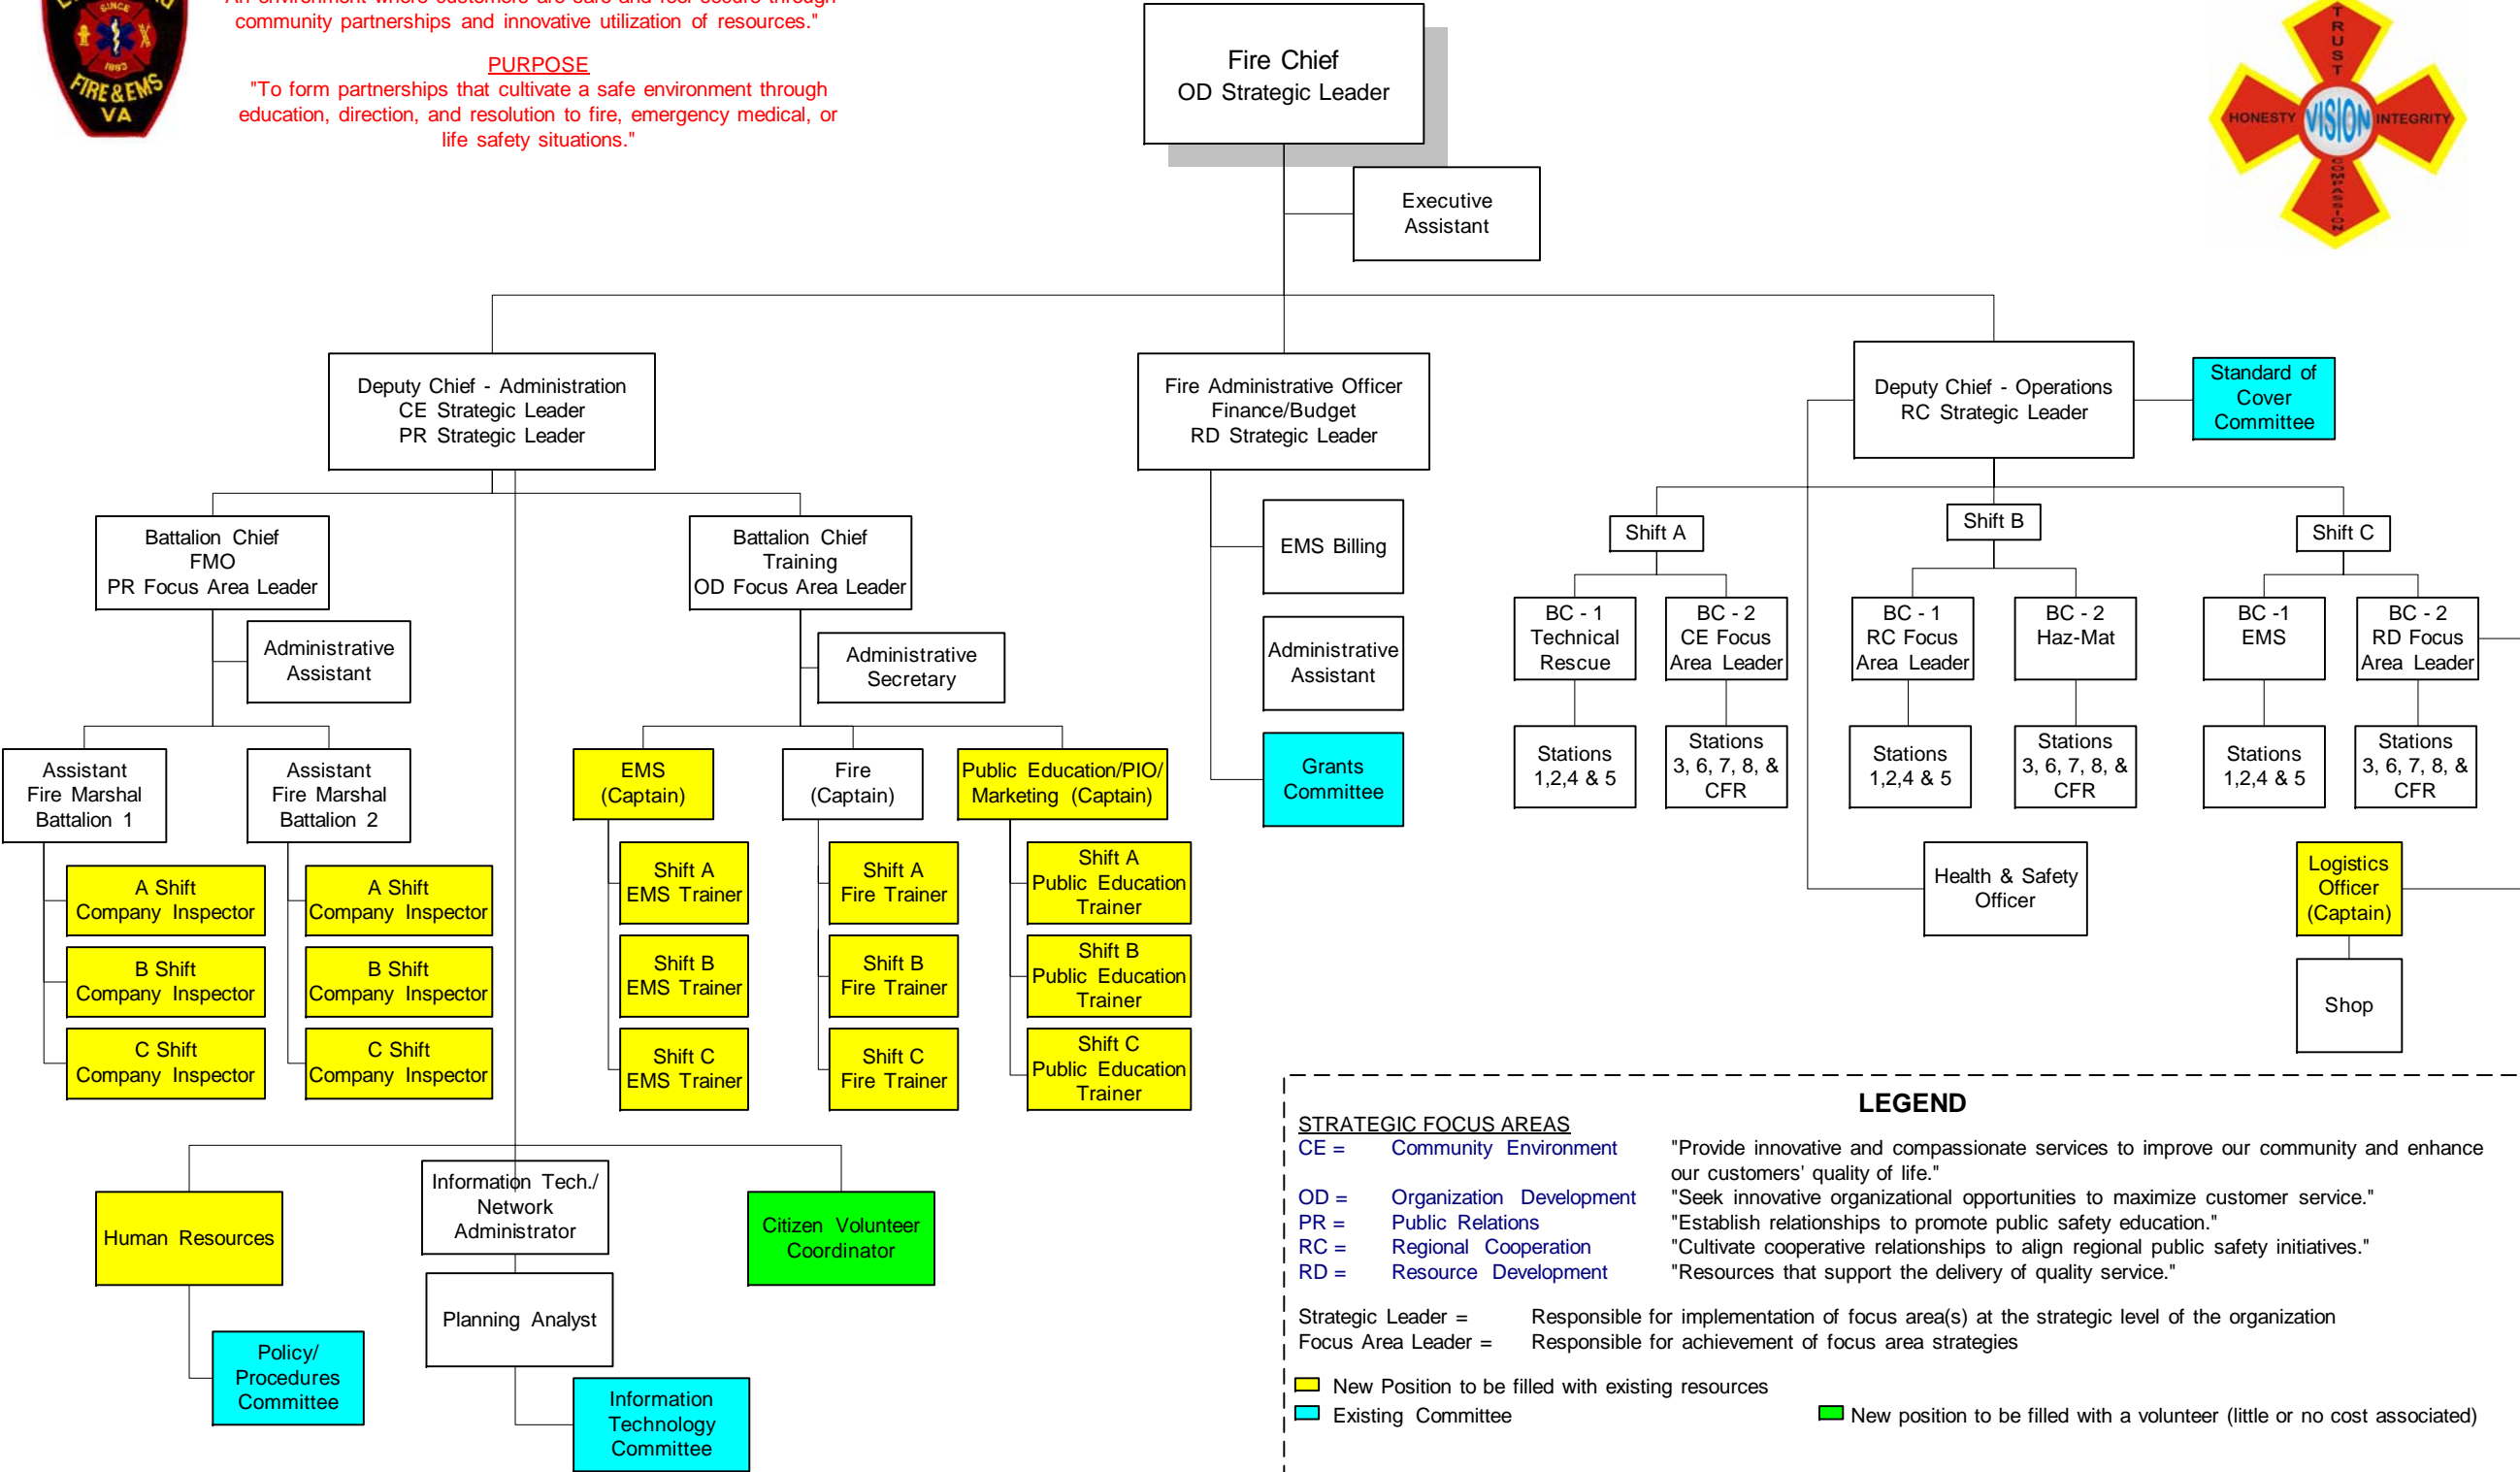 SINCE
1883
FIRE & EMS
VA
community partnerships and innovative utilization of resources."
PURPOSE
"To form partnerships that cultivate a safe environment through
education, direction, and resolution to fire, emergency medical, or
life safety situations."
Fire Chief
OD Strategic Leader
TRUST
HONESTY
VISION
INTEGRITY
COMPASSION
Executive
Assistant
Deputy Chief - Administration
CE Strategic Leader
PR Strategic Leader
Fire Administrative Officer
Finance/Budget
RD Strategic Leader
Deputy Chief - Operations
RC Strategic Leader
Standard of
Cover
Committee
Battalion Chief
FMO
PR Focus Area Leader
Administrative
Assistant
Assistant
Fire Marshal
Battalion 1
A Shift
Company Inspector
B Shift
Company Inspector
C Shift
Company Inspector
Assistant
Fire Marshal
Battalion 2
A Shift
Company Inspector
B Shift
Company Inspector
C Shift
Company Inspector
Battalion Chief
Training
OD Focus Area Leader
Administrative
Secretary
EMS
(Captain)
Shift A
EMS Trainer
Shift B
EMS Trainer
Shift C
EMS Trainer
Fire
(Captain)
Shift A
Fire Trainer
Shift B
Fire Trainer
Shift C
Fire Trainer
Public Education/PIO/
Marketing (Captain)
Shift A
Public Education
Trainer
Shift B
Public Education
Trainer
Shift C
Public Education
Trainer
EMS Billing
Administrative
Assistant
Grants
Committee
Shift A
BC - 1
Technical
Rescue
Stations
1,2,4 & 5
BC - 2
CE Focus
Area Leader
Stations
3, 6, 7, 8, &
CFR
Shift B
BC - 1
RC Focus
Area Leader
Stations
1,2,4 & 5
BC - 2
Haz-Mat
Stations
3, 6, 7, 8, &
CFR
Shift C
BC -1
EMS
Stations
1,2,4 & 5
BC - 2
RD Focus
Area Leader
Stations
3, 6, 7, 8, &
CFR
Health & Safety
Officer
Logistics
Officer
(Captain)
Shop
Human Resources
Policy/
Procedures
Committee
Information Tech./
Network
Administrator
Planning Analyst
Information
Technology
Committee
Citizen Volunteer
Coordinator
LEGEND
STRATEGIC FOCUS AREAS
CE = Community Environment "Provide innovative and compassionate services to improve our community and enhance
our customers' quality of life."
OD = Organization Development "Seek innovative organizational opportunities to maximize customer service."
PR = Public Relations "Establish relationships to promote public safety education."
RC = Regional Cooperation "Cultivate cooperative relationships to align regional public safety initiatives."
RD = Resource Development "Resources that support the delivery of quality service."
Strategic Leader = Responsible for implementation of focus area(s) at the strategic level of the organization
Focus Area Leader = Responsible for achievement of focus area strategies
New Position to be filled with existing resources
Existing Committee
New position to be filled with a volunteer (little or no cost associated)